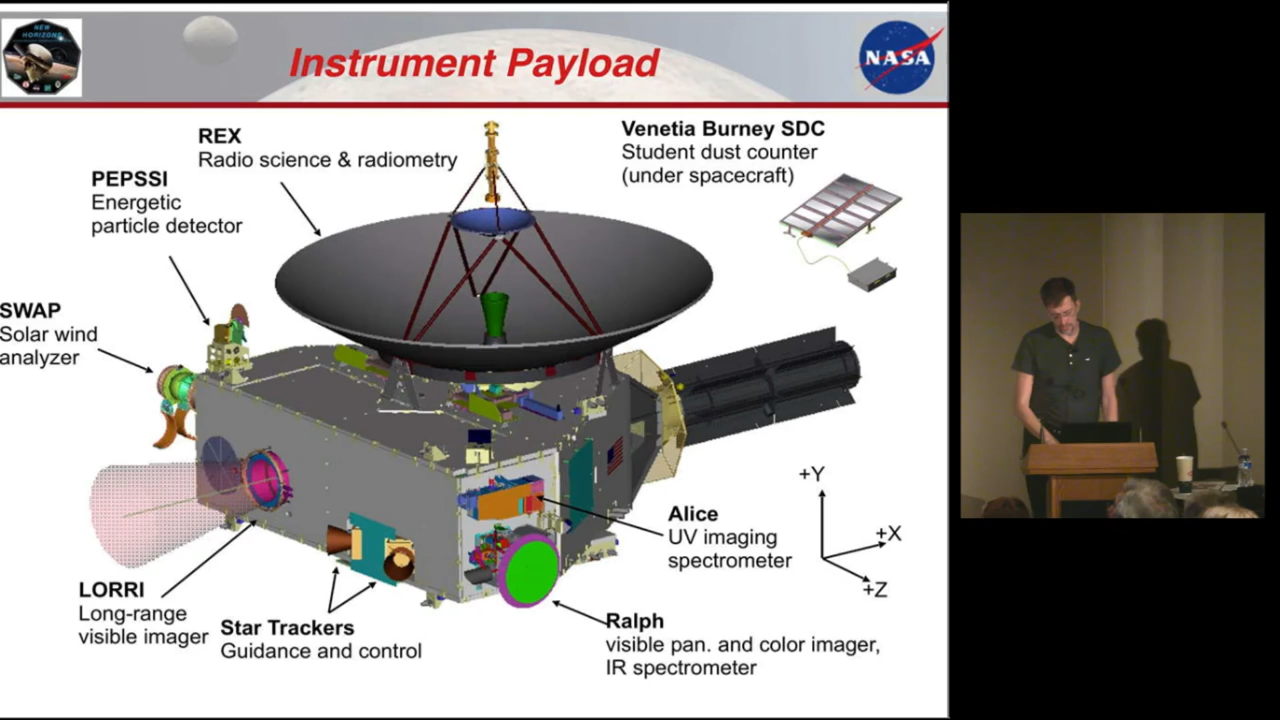 NEW HORIZONS
Instrument Payload
NASA
REX
Radio science & radiometry
Venetia Burney SDC
Student dust counter
(under spacecraft)
PEPSSI
Energetic
particle detector
SWAP
Solar wind
analyzer
+Y
+X
+Z
Alice
UV imaging
spectrometer
LORRI
Long-range
visible imager
Star Trackers
Guidance and control
Ralph
visible pan. and color imager,
IR spectrometer